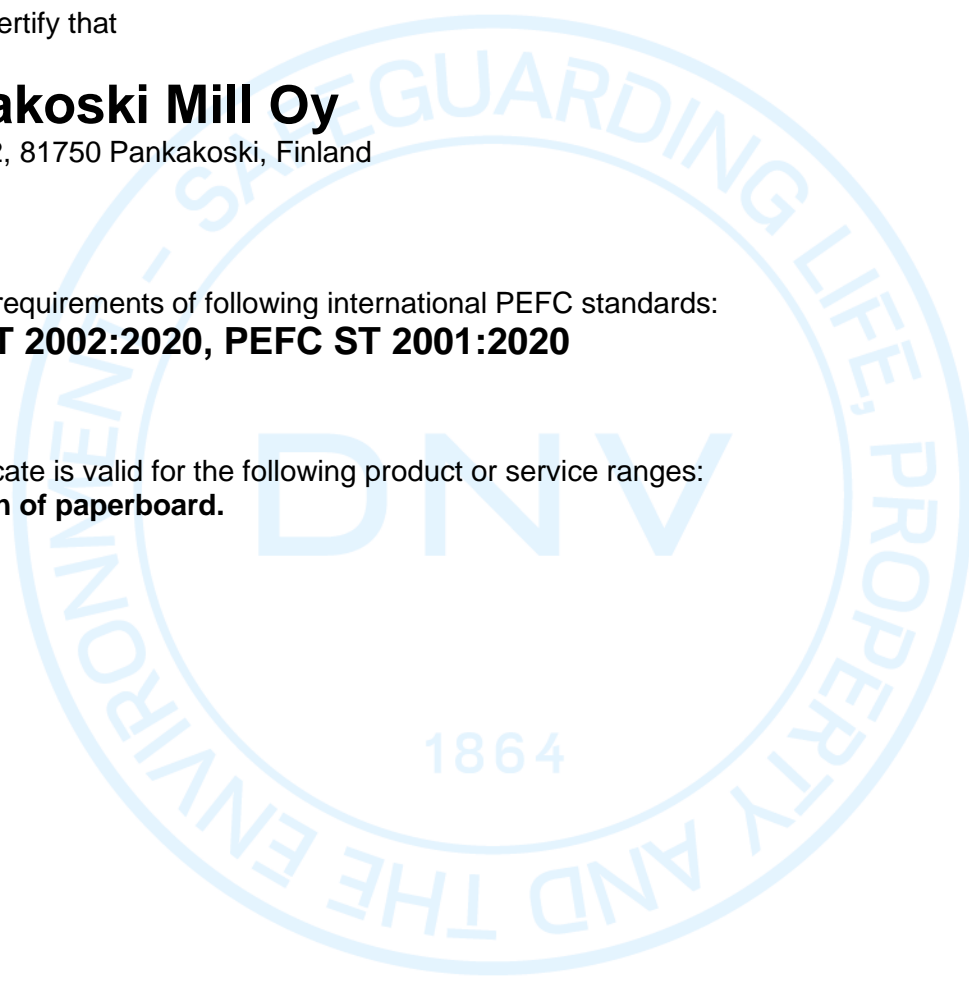 ertify that
akoski Mill Oy
2, 81750 Pankakoski, Finland
requirements of following international PEFC standards:
T 2002:2020, PEFC ST 2001:2020
cate is valid for the following product or service ranges:
n of paperboard.
SAFEGUARDING LIFE, PROPERTY AND THE ENVIRONMENT –
DNV
1864